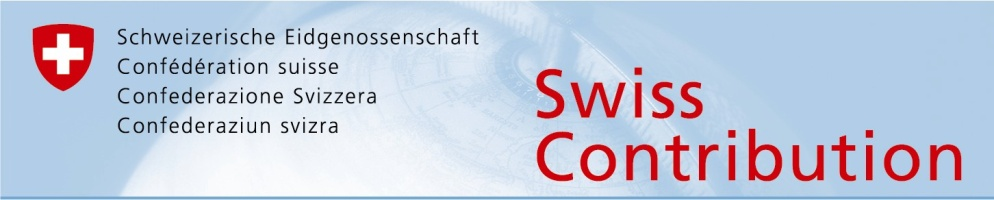 Schweizerische Eidgenossenschaft
Confédération suisse
Confederazione Svizzera
Confederaziun svizra
Swiss
Contribution